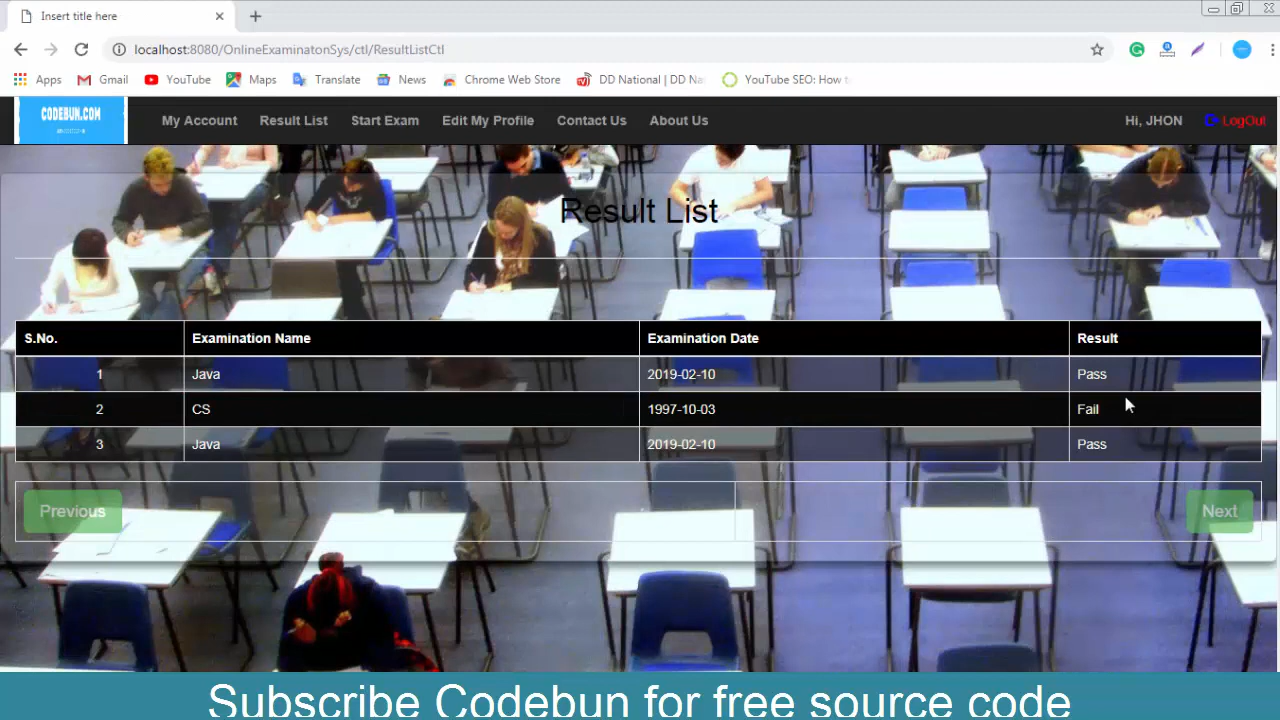 Insert title here
localhost:8080/OnlineExaminatonSys/ctl/ResultListCtl
Apps Gmail YouTube Maps Translate News Chrome Web Store DD National | DD Na YouTube SEO: How t
CODEBUN.COM
My Account Result List Start Exam Edit My Profile Contact Us About Us Hi, JHON LogOut
Result List
S.No. Examination Name Examination Date Result
1 Java 2019-02-10 Pass
2 CS 1997-10-03 Fail
3 Java 2019-02-10 Pass
Previous Next
Subscribe Codebun for free source code